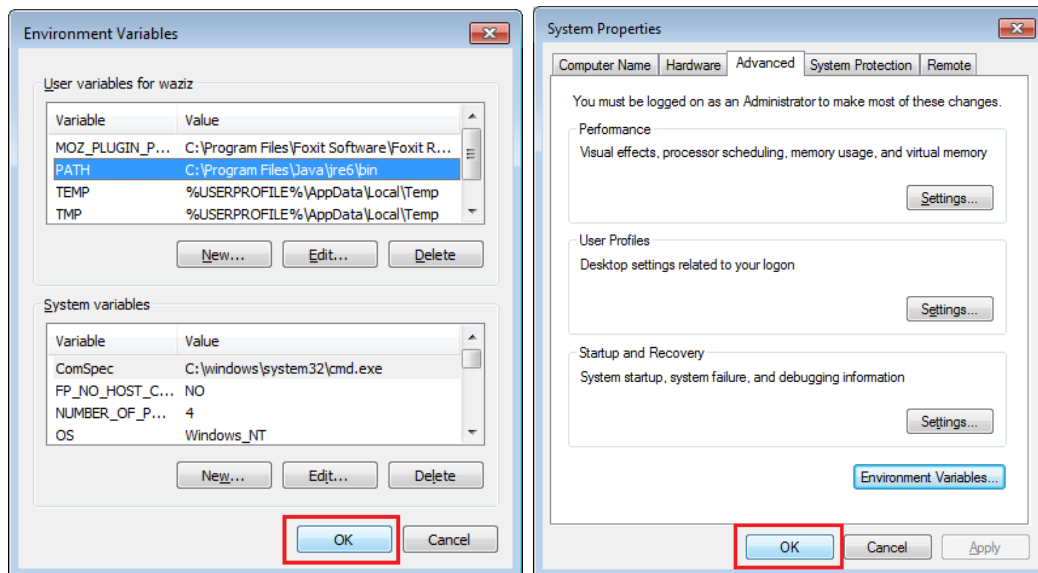 Environment Variables
User variables for waziz
Variable Value
MOZ_PLUGIN_P... C:\Program Files\Foxit Software\Foxit R...
PATH C:\Program Files\Java\jre6\bin
TEMP %USERPROFILE%\AppData\Local\Temp
TMP %USERPROFILE%\AppData\Local\Temp
New... Edit... Delete
System variables
Variable Value
ComSpec C:\windows\system32\cmd.exe
FP_NO_HOST_C... NO
NUMBER_OF_P... 4
OS Windows_NT
New... Edit... Delete
OK Cancel
System Properties
Computer Name Hardware Advanced System Protection Remote
You must be logged on as an Administrator to make most of these changes.
Performance
Visual effects, processor scheduling, memory usage, and virtual memory
Settings...
User Profiles
Desktop settings related to your logon
Settings...
Startup and Recovery
System startup, system failure, and debugging information
Settings...
Environment Variables...
OK Cancel Apply